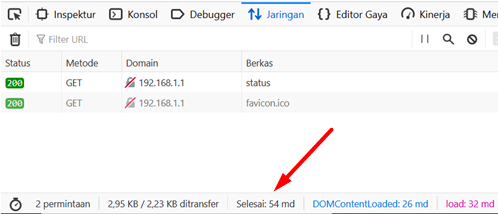 Inspektur Konsol Debugger Jaringan Editor Gaya Kinerja
Filter URL
Status Metode Domain Berkas
200 GET 192.168.1.1 status
200 GET 192.168.1.1 favicon.ico
2 permintaan 2,95 KB / 2,23 KB ditransfer Selesai: 54 md DOMContentLoaded: 26 md load: 32 md